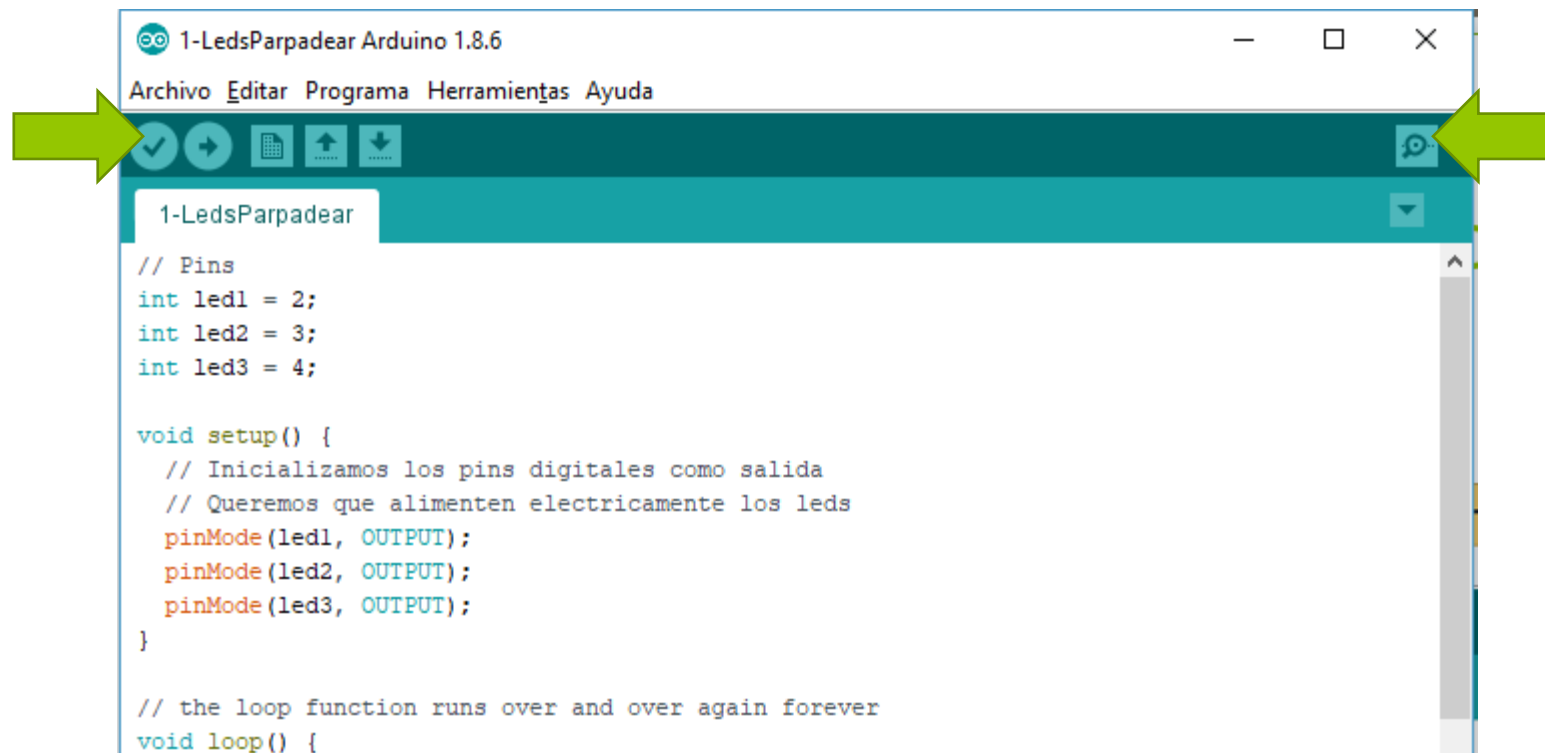 1-LedsParpadear Arduino 1.8.6
Archivo Editar Programa Herramientas Ayuda
1-LedsParpadear
// Pins
int led1 = 2;
int led2 = 3;
int led3 = 4;
void setup() {
// Inicializamos los pins digitales como salida
// Queremos que alimenten electricamente los leds
pinMode(led1, OUTPUT);
pinMode(led2, OUTPUT);
pinMode(led3, OUTPUT);
}
// the loop function runs over and over again forever
void loop() {